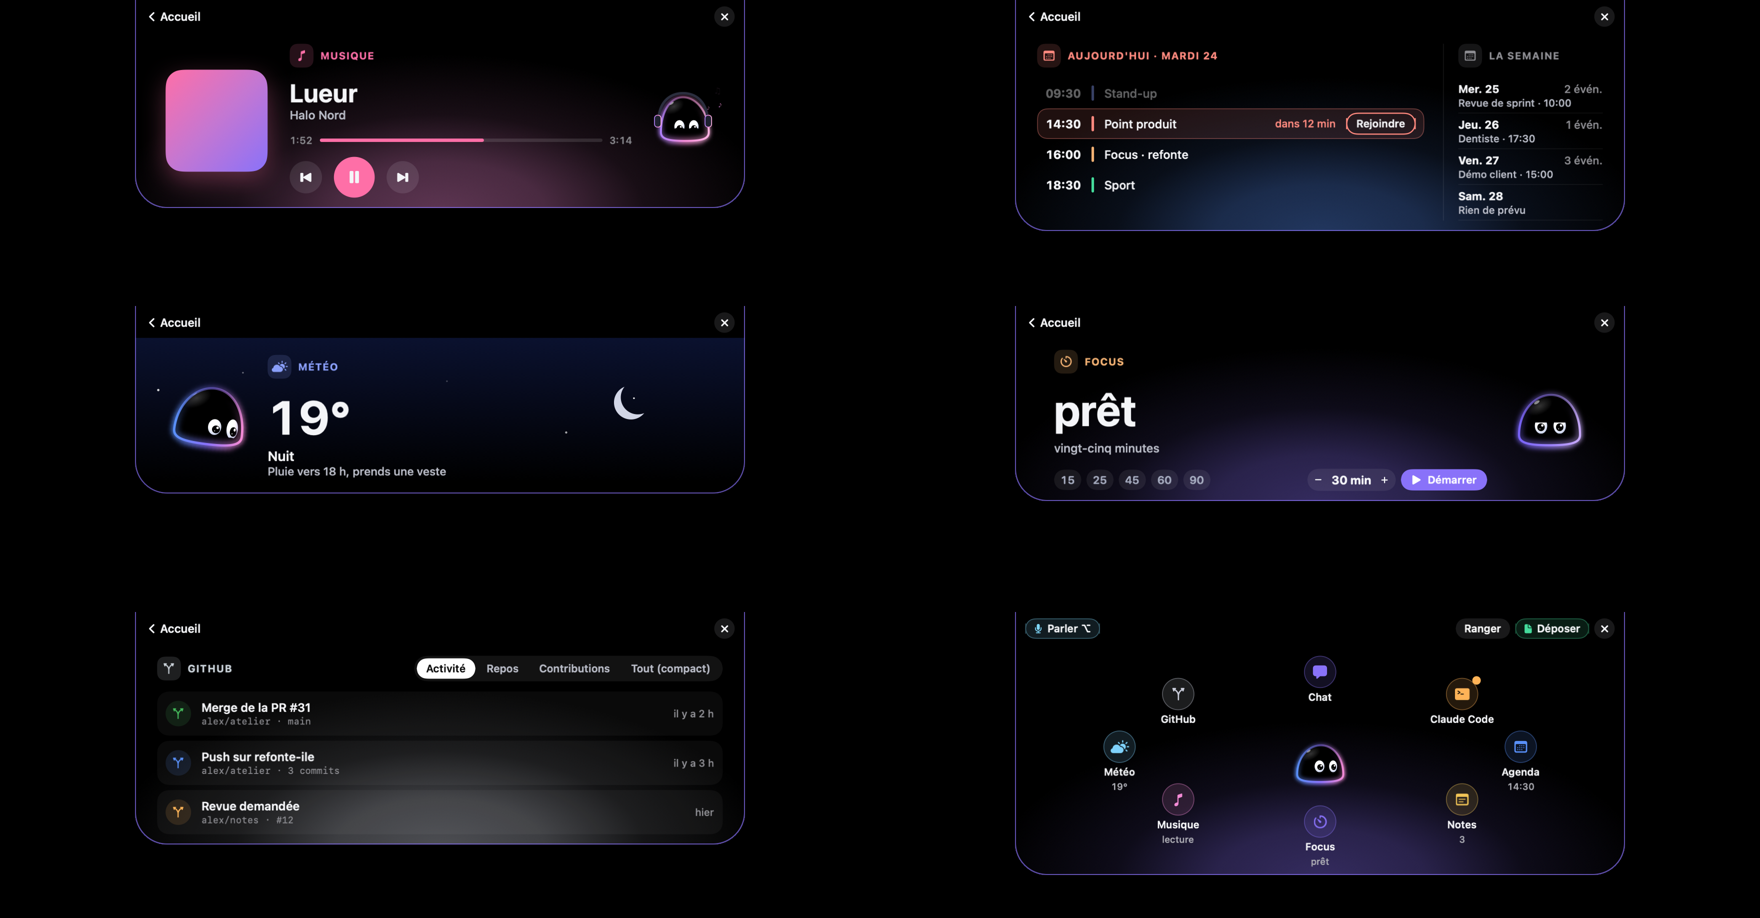 Accueil
MUSIQUE
Lueur
Halo Nord
1:52
3:14
Accueil
AUJOURD'HUI · MARDI 24
09:30 Stand-up
14:30 Point produit dans 12 min Rejoindre
16:00 Focus · refonte
18:30 Sport
LA SEMAINE
Mer. 25 2 évén.
Revue de sprint · 10:00
Jeu. 26 1 évén.
Dentiste · 17:30
Ven. 27 3 évén.
Démo client · 15:00
Sam. 28
Rien de prévu
Accueil
MÉTÉO
19°
Nuit
Pluie vers 18 h, prends une veste
Accueil
FOCUS
prêt
vingt-cinq minutes
15 25 45 60 90
− 30 min + Démarrer
Accueil
GITHUB
Activité Repos Contributions Tout (compact)
Merge de la PR #31
alex/atelier · main
il y a 2 h
Push sur refonte-ile
alex/atelier · 3 commits
il y a 3 h
Revue demandée
alex/notes · #12
hier
Parler ⌥
Ranger
Déposer
Chat
GitHub
Claude Code
Météo
19°
Agenda
14:30
Musique
lecture
Notes
3
Focus
prêt